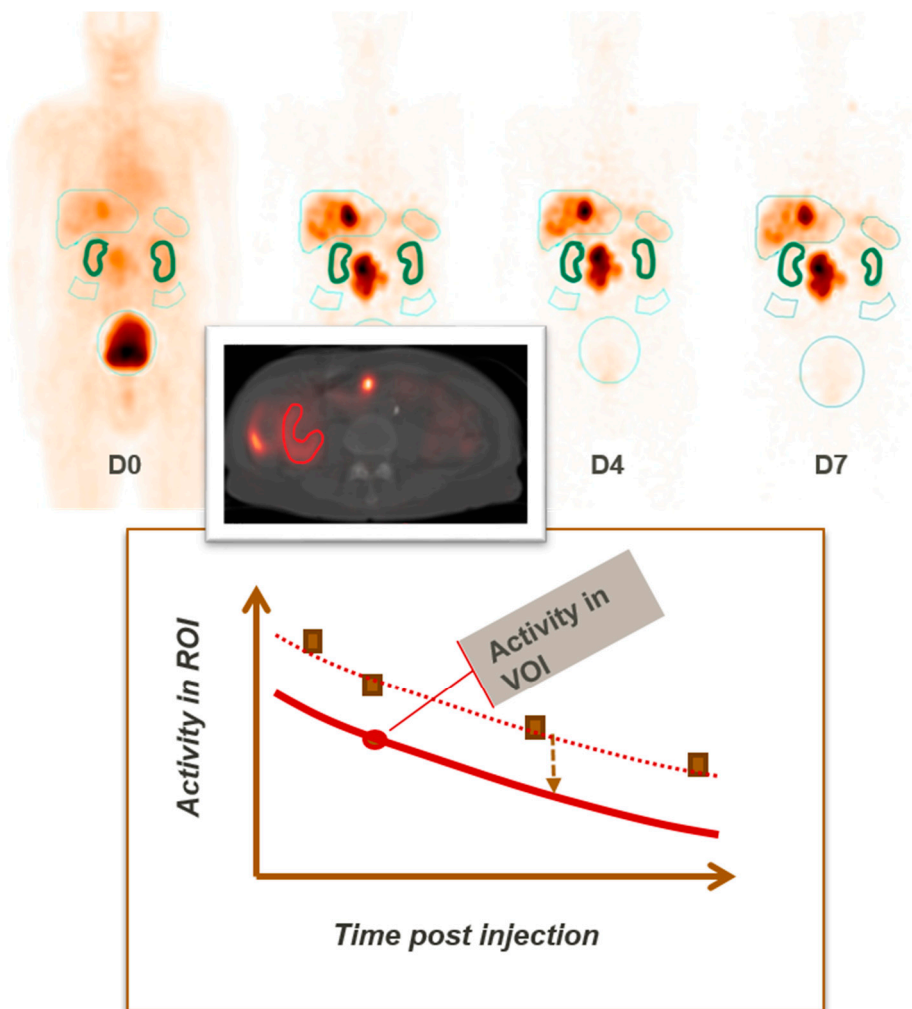 D0
D4
D7
Activity in
VOI
Activity in ROI
Time post injection